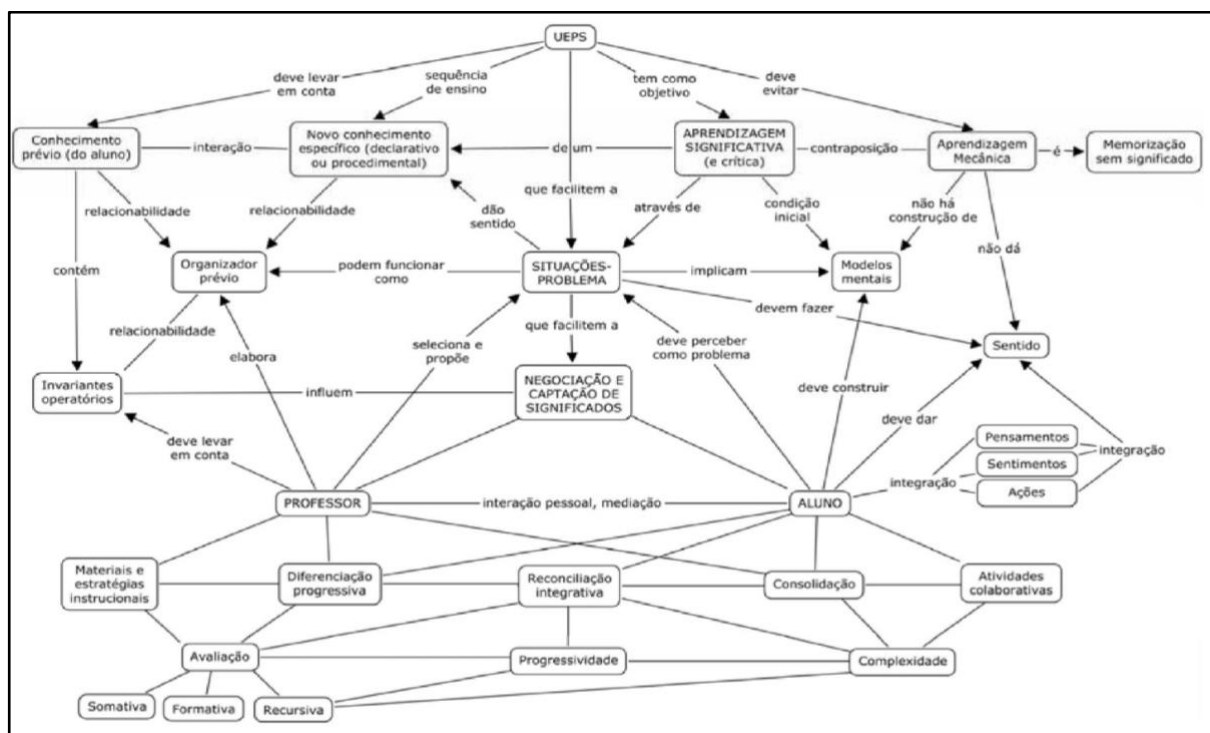 UEPS
deve levar
em conta
sequência
de ensino
tem como
objetivo
deve
evitar
Conhecimento
prévio (do aluno)
interação
Novo conhecimento
específico (declarativo
ou procedimental)
de um
APRENDIZAGEM
SIGNIFICATIVA
(e crítica)
contraposição
Aprendizagem
Mecânica
é
Memorização
sem significado
que facilitem a
relacionabilidade
relacionabilidade
dão
sentido
através de
condição
inicial
não há
construção de
não dá
contém
Organizador
prévio
podem funcionar
como
SITUAÇÕES-
PROBLEMA
implicam
Modelos
mentais
devem fazer
relacionabilidade
que facilitem a
elabora
seleciona e
propõe
deve perceber
como problema
Sentido
Invariantes
operatórios
influem
NEGOCIAÇÃO E
CAPTAÇÃO DE
SIGNIFICADOS
deve construir
deve dar
deve levar
em conta
Pensamentos
Sentimentos
Ações
integração
integração
PROFESSOR
interação pessoal, mediação
ALUNO
Materiais e
estratégias
instrucionais
Diferenciação
progressiva
Reconciliação
integrativa
Consolidação
Atividades
colaborativas
Avaliação
Progressividade
Complexidade
Somativa
Formativa
Recursiva